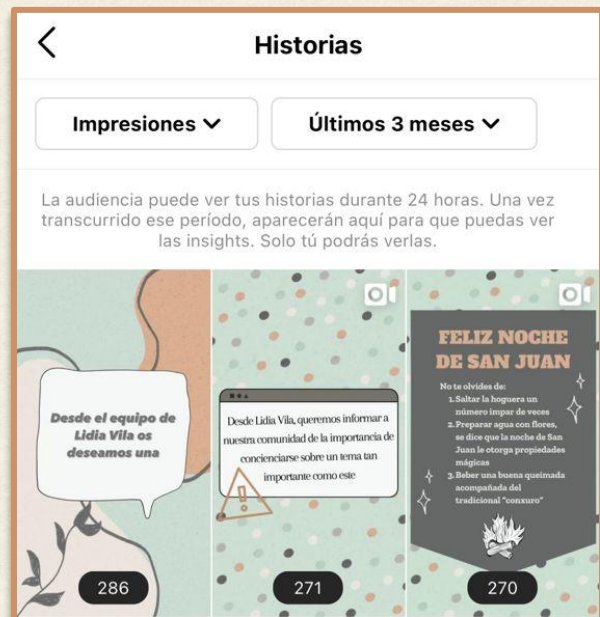 Historias
Impresiones
Últimos 3 meses
La audiencia puede ver tus historias durante 24 horas. Una vez
transcurrido ese período, aparecerán aquí para que puedas ver
las insights. Solo tú podrás verlas.
Desde el equipo de
Lidia Vila os
deseamos una
286
Desde Lidia Vila, queremos informar a
nuestra comunidad de la importancia de
concienciarse sobre un tema tan
importante como este
271
FELIZ NOCHE
DE SAN JUAN
No te olvides de:
1. Saltar la hoguera un
número impar de veces
2. Preparar agua con flores,
se dice que la noche de San
Juan le otorga propiedades
mágicas
3. Beber una buena queimada
acompañada del
tradicional "conxuro"
270